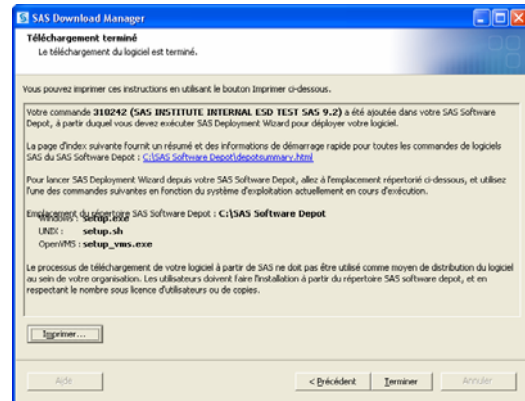 SAS Download Manager
Téléchargement terminé
Le téléchargement du logiciel est terminé.
Vous pouvez imprimer ces instructions en utilisant le bouton Imprimer ci-dessous.
Votre commande 310242 (SAS INSTITUTE INTERNAL ESD TEST SAS 9.2) a été ajoutée dans votre SAS Software
Depot, à partir duquel vous devez exécuter SAS Deployment Wizard pour déployer votre logiciel.
La page d'index suivante fournit un résumé et des informations de démarrage rapide pour toutes les commandes de logiciels
SAS du SAS Software Depot : C:\SAS Software Depot\depotsummary.html
Pour lancer SAS Deployment Wizard depuis votre SAS Software Depot, allez à l'emplacement répertorié ci-dessous, et utilisez
l'une des commandes suivantes en fonction du système d'exploitation actuellement en cours d'exécution.
Emplacement du répertoire SAS Software Depot : C:\SAS Software Depot
Windows : setup.exe
UNIX : setup.sh
OpenVMS : setup_vms.exe
Le processus de téléchargement de votre logiciel à partir de SAS ne doit pas être utilisé comme moyen de distribution du logiciel
au sein de votre organisation. Les utilisateurs doivent faire l'installation à partir du répertoire SAS software depot, et en
respectant le nombre sous licence d'utilisateurs ou de copies.
Imprimer...
Aide
< Précédent
Terminer
Annuler